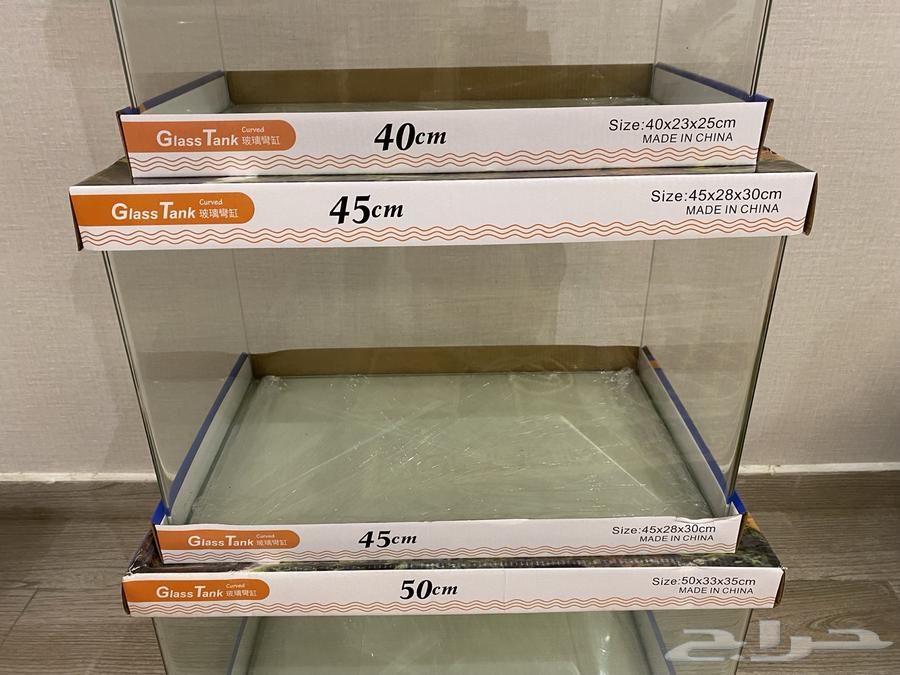 Glass Tank Curved 玻璃彎缸
40cm
Size:40x23x25cm
MADE IN CHINA
Glass Tank Curved 玻璃彎缸
45cm
Size:45x28x30cm
MADE IN CHINA
Glass Tank Curved 玻璃彎缸
45cm
Size:45x28x30cm
MADE IN CHINA
Glass Tank Curved 玻璃彎缸
50cm
Size:50x33x35cm
MADE IN CHINA
حراج